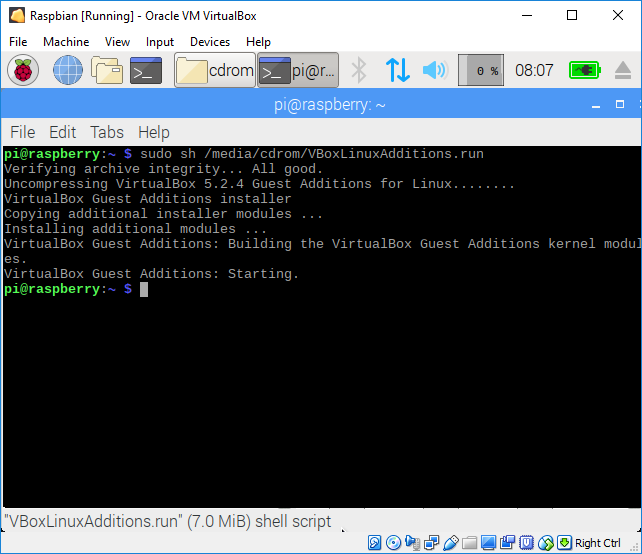 Raspbian [Running] - Oracle VM VirtualBox
File Machine View Input Devices Help
cdrom pi@r... 0 % 08:07
pi@raspberry: ~
File Edit Tabs Help
pi@raspberry:~ $ sudo sh /media/cdrom/VBoxLinuxAdditions.run
Verifying archive integrity... All good.
Uncompressing VirtualBox 5.2.4 Guest Additions for Linux........
VirtualBox Guest Additions installer
Copying additional installer modules ...
Installing additional modules ...
VirtualBox Guest Additions: Building the VirtualBox Guest Additions kernel modul
es.
VirtualBox Guest Additions: Starting.
pi@raspberry:~ $
"VBoxLinuxAdditions.run" (7.0 MiB) shell script
Right Ctrl